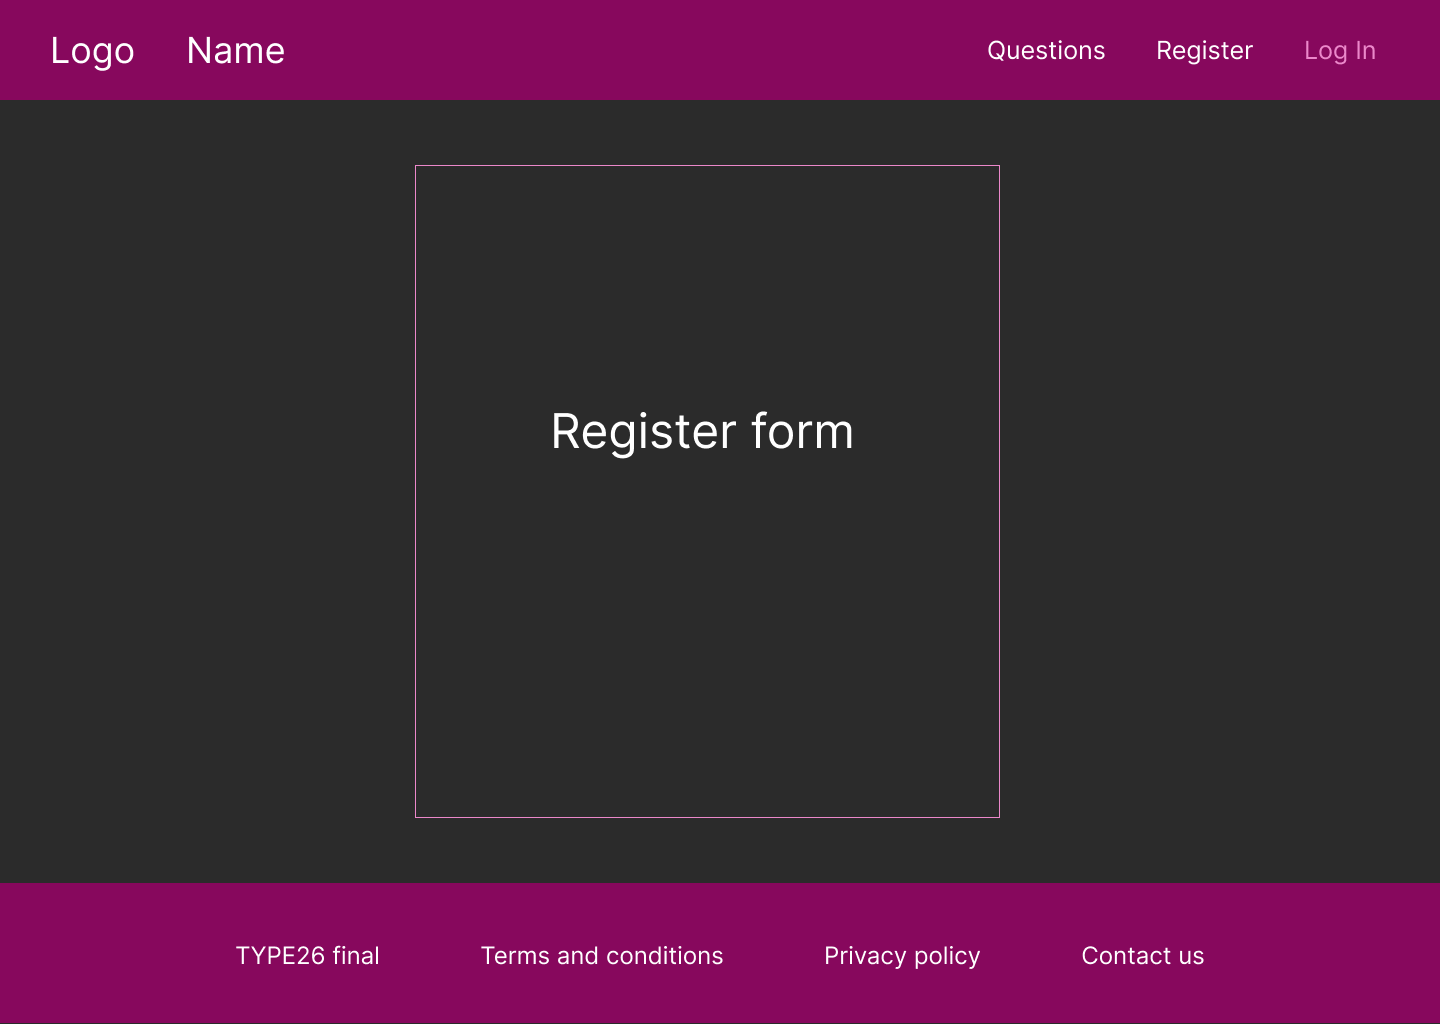 Logo Name Questions Register Log In
Register form
TYPE26 final Terms and conditions Privacy policy Contact us